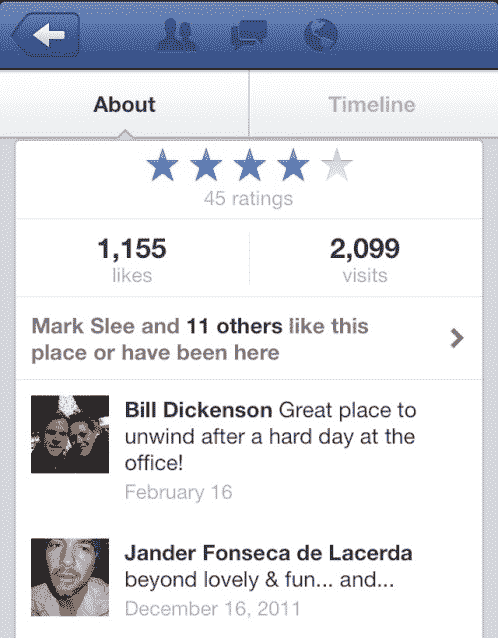 About
Timeline
45 ratings
1,155
likes
2,099
visits
Mark Slee and 11 others like this
place or have been here
Bill Dickenson Great place to
unwind after a hard day at the
office!
February 16
Jander Fonseca de Lacerda
beyond lovely & fun... and...
December 16, 2011